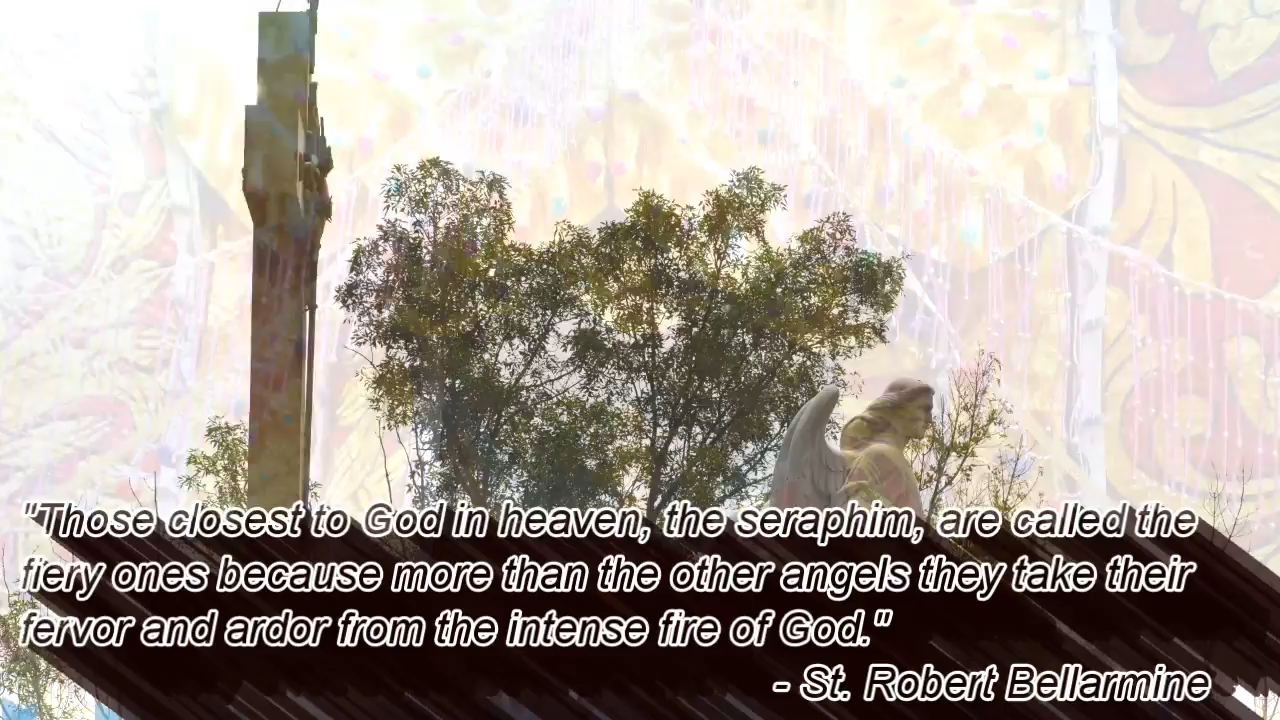 "Those closest to God in heaven, the seraphim, are called the
fiery ones because more than the other angels they take their
fervor and ardor from the intense fire of God."
- St. Robert Bellarmine